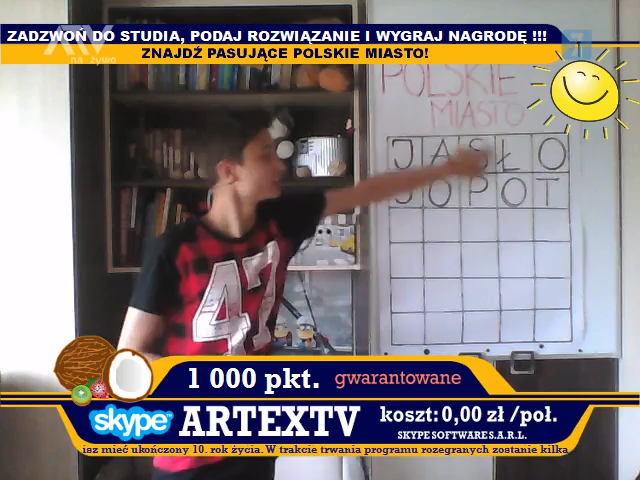 ZADZWOŃ DO STUDIA, PODAJ ROZWIĄZANIE I WYGRAJ NAGRODĘ !!!
ZNAJDŹ PASUJĄCE POLSKIE MIASTO!
na żywo
POLSKIE
MIASTO
JASŁO
SOPOT
47
1 000 pkt. gwarantowane
skype ARTEXTV koszt: 0,00 zł /poł.
SKYPE SOFTWARE S.A.R.L.
isz mieć ukończony 10. rok życia. W trakcie trwania programu rozegranych zostanie kilka